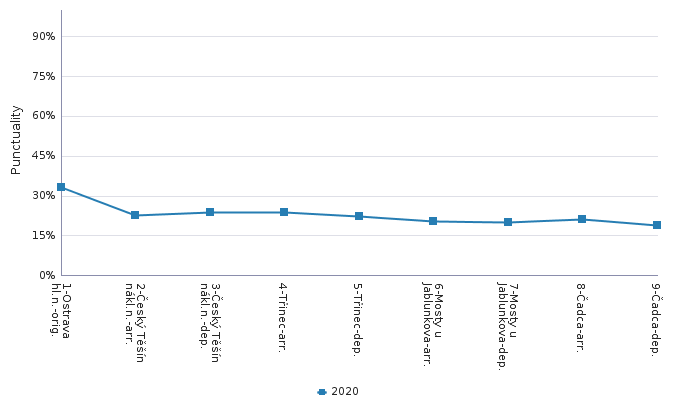 90%
75%
60%
45%
30%
15%
0%
Punctuality
1-Ostrava
hl.n.-orig.
2-Český Těšín
nákl.n.-arr.
3-Český Těšín
nákl.n.-dep.
4-Třinec-arr.
5-Třinec-dep.
6-Mosty u
Jablunkova-arr.
7-Mosty u
Jablunkova-dep.
8-Čadca-arr.
9-Čadca-dep.
2020